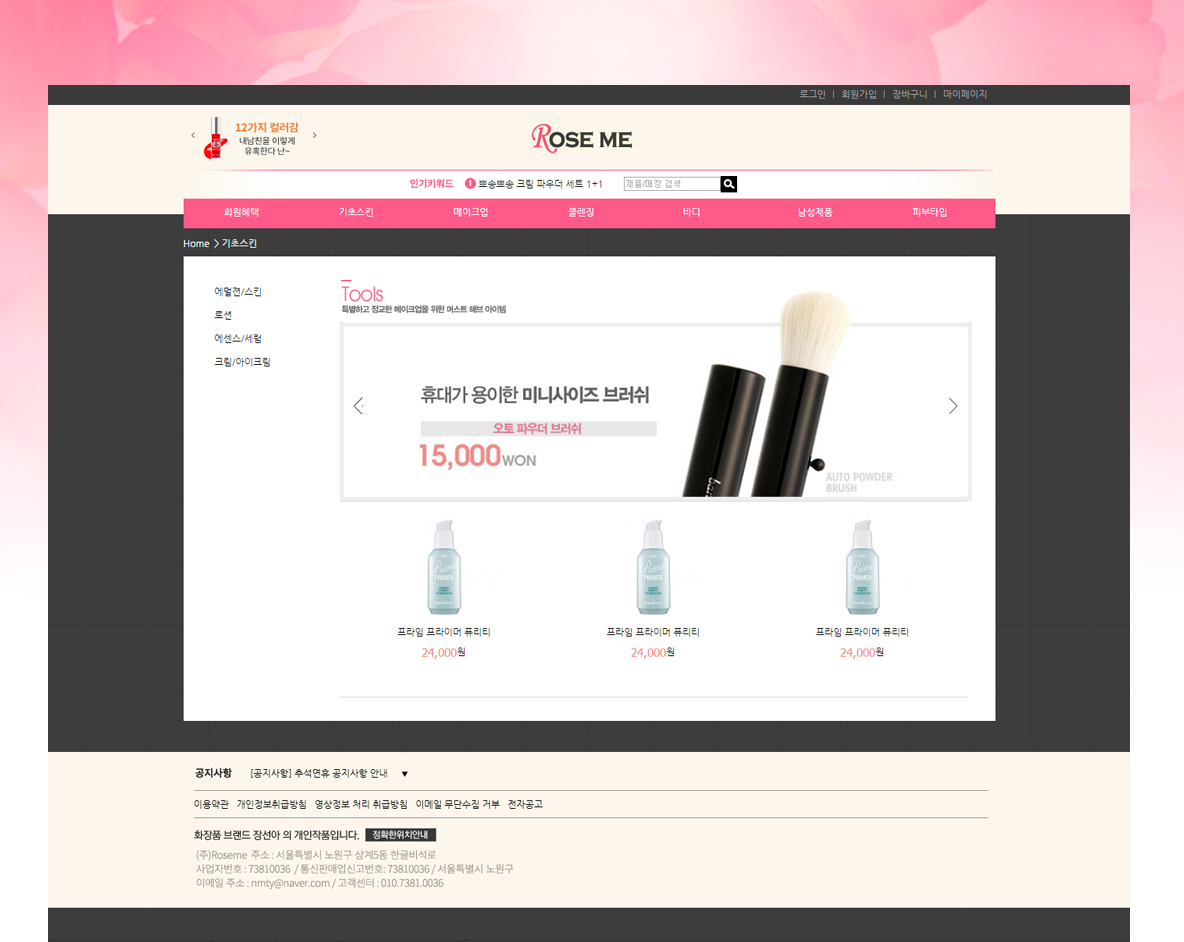 로그인 | 회원가입 | 장바구니 | 마이페이지
12가지 컬러감
내남친을 이렇게
유혹한다 난~
ROSE ME
인기키워드 1 뽀송뽀송 크림 파우더 세트 1+1 제품/매장 검색
회원혜택 기초스킨 메이크업 클렌징 바디 남성제품 피부타입
Home > 기초스킨
에멀젼/스킨
로션
에센스/세럼
크림/아이크림
Tools
특별하고 정교한 메이크업을 위한 머스트 해브 아이템
휴대가 용이한 미니사이즈 브러쉬
오토 파우더 브러쉬
15,000WON
AUTO POWDER
BRUSH
PRIMER PRIMER PRIMER
프라임 프라이머 퓨리티 프라임 프라이머 퓨리티 프라임 프라이머 퓨리티
24,000원 24,000원 24,000원
공지사항 [공지사항] 추석연휴 공지사항 안내 ▼
이용약관 개인정보취급방침 영상정보 처리 취급방침 이메일 무단수집 거부 전자공고
화장품 브랜드 장선아 의 개인작품입니다. 정확한위치안내
(주)Roseme 주소 : 서울특별시 노원구 상계5동 한글비석로
사업자번호 : 73810036 / 통신판매업신고번호: 73810036 / 서울특별시 노원구
이메일 주소 : nmty@naver.com / 고객센터 : 010.7381.0036